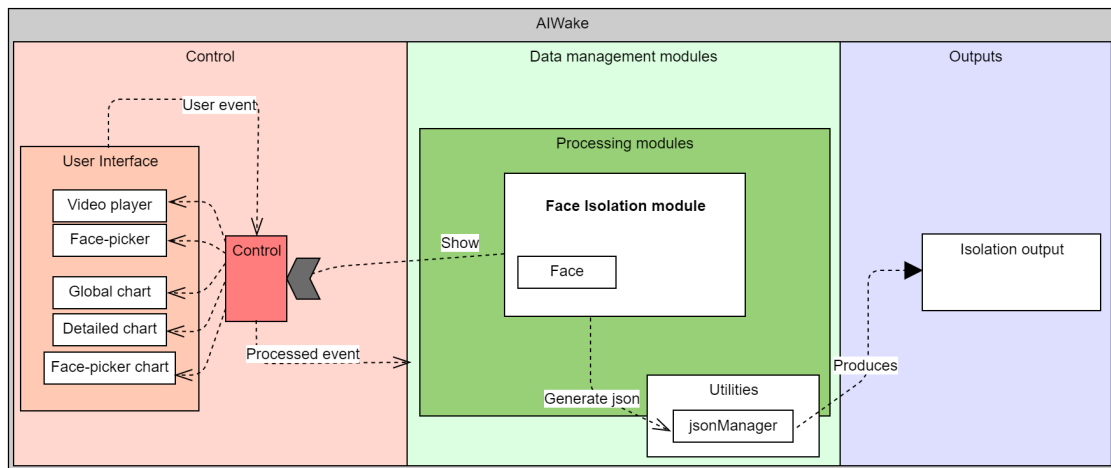 AIWake
Control
Data management modules
Outputs
User event
User Interface
Video player
Face-picker
Global chart
Detailed chart
Face-picker chart
Control
Processed event
Show
Processing modules
Face Isolation module
Face
Generate json
Utilities
jsonManager
Produces
Isolation output